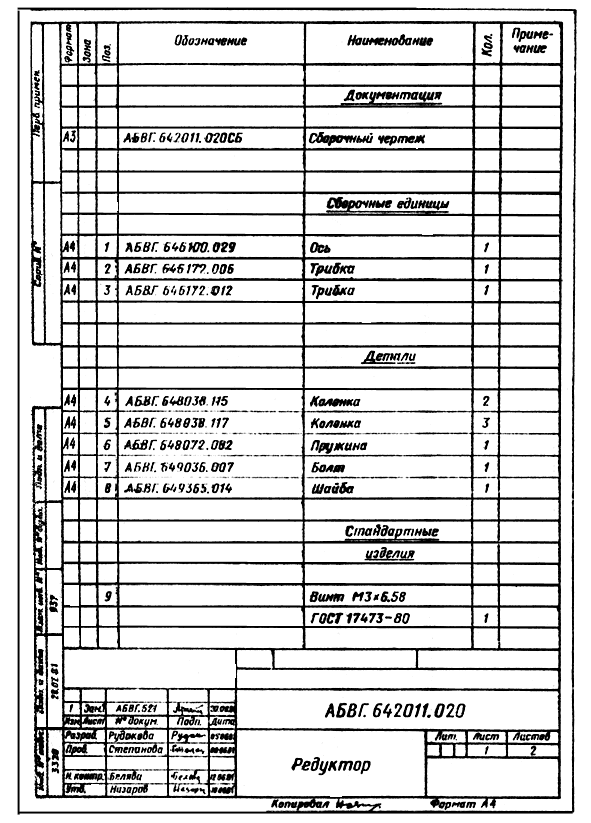 Формат Зона Поз. Обозначение Наименование Кол. Приме-
чание
Документация
А3 АБВГ.642011.020СБ Сборочный чертеж
Сборочные единицы
А4 1 АБВГ.646100.029 Ось 1
А4 2 АБВГ.646172.006 Трибка 1
А4 3 АБВГ.646172.012 Трибка 1
Детали
А4 4 АБВГ.648038.115 Колонка 2
А4 5 АБВГ.648038.117 Колонка 3
А4 6 АБВГ.648072.082 Пружина 1
А4 7 АБВГ.649036.007 Болт 1
А4 8 АБВГ.649365.014 Шайба 1
Стандартные
изделия
9 Винт М3×6.58
ГОСТ 17473-80 1
Перв. примен.
Справ. №
Подп. и дата
Инв. № дубл.
Взам. инв. № 937
Подп. и дата
Инв. № подл. 3338
1 Зам. АБВГ.521
Изм. Лист № докум. Подп. Дата
Разраб. Рудакова
Пров. Степанова
Н. контр. Белява
Утв. Назаров
АБВГ.642011.020
Редуктор
Лит. Лист Листов
1 2
Копировал Формат А4